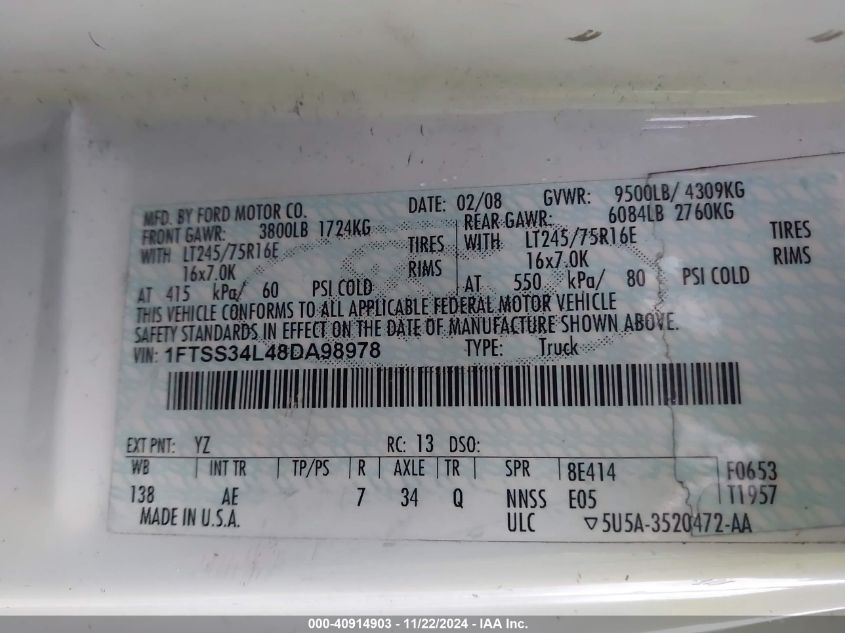 MFD. BY FORD MOTOR CO. DATE: 02/08 GVWR: 9500LB/ 4309KG
FRONT GAWR: 3800LB 1724KG REAR GAWR: 6084LB 2760KG
WITH LT245/75R16E TIRES WITH LT245/75R16E TIRES
16x7.0K RIMS 16x7.0K RIMS
AT 415 kPa/ 60 PSI COLD AT 550 kPa/ 80 PSI COLD
THIS VEHICLE CONFORMS TO ALL APPLICABLE FEDERAL MOTOR VEHICLE
SAFETY STANDARDS IN EFFECT ON THE DATE OF MANUFACTURE SHOWN ABOVE.
VIN: 1FTSS34L48DA98978 TYPE: Truck
EXT PNT: YZ RC: 13 DSO:
WB INT TR TP/PS R AXLE TR SPR 8E414 F0653
138 AE 7 34 Q NNSS E05 T1957
MADE IN U.S.A. ULC ▽5U5A-3520472-AA
000-40914903 - 11/22/2024 - IAA Inc.